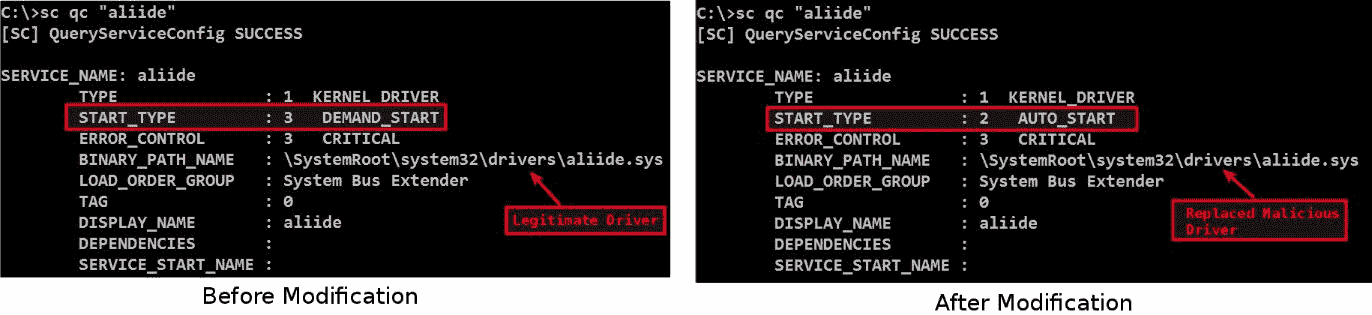 C:\>sc qc "aliide"
[SC] QueryServiceConfig SUCCESS
SERVICE_NAME: aliide
TYPE : 1 KERNEL_DRIVER
START_TYPE : 3 DEMAND_START
ERROR_CONTROL : 3 CRITICAL
BINARY_PATH_NAME : \SystemRoot\system32\drivers\aliide.sys
LOAD_ORDER_GROUP : System Bus Extender
TAG : 0
DISPLAY_NAME : aliide
DEPENDENCIES :
SERVICE_START_NAME :
Legitimate Driver
Before Modification
C:\>sc qc "aliide"
[SC] QueryServiceConfig SUCCESS
SERVICE_NAME: aliide
TYPE : 1 KERNEL_DRIVER
START_TYPE : 2 AUTO_START
ERROR_CONTROL : 3 CRITICAL
BINARY_PATH_NAME : \SystemRoot\system32\drivers\aliide.sys
LOAD_ORDER_GROUP : System Bus Extender
TAG : 0
DISPLAY_NAME : aliide
DEPENDENCIES :
SERVICE_START_NAME :
Replaced Malicious
Driver
After Modification